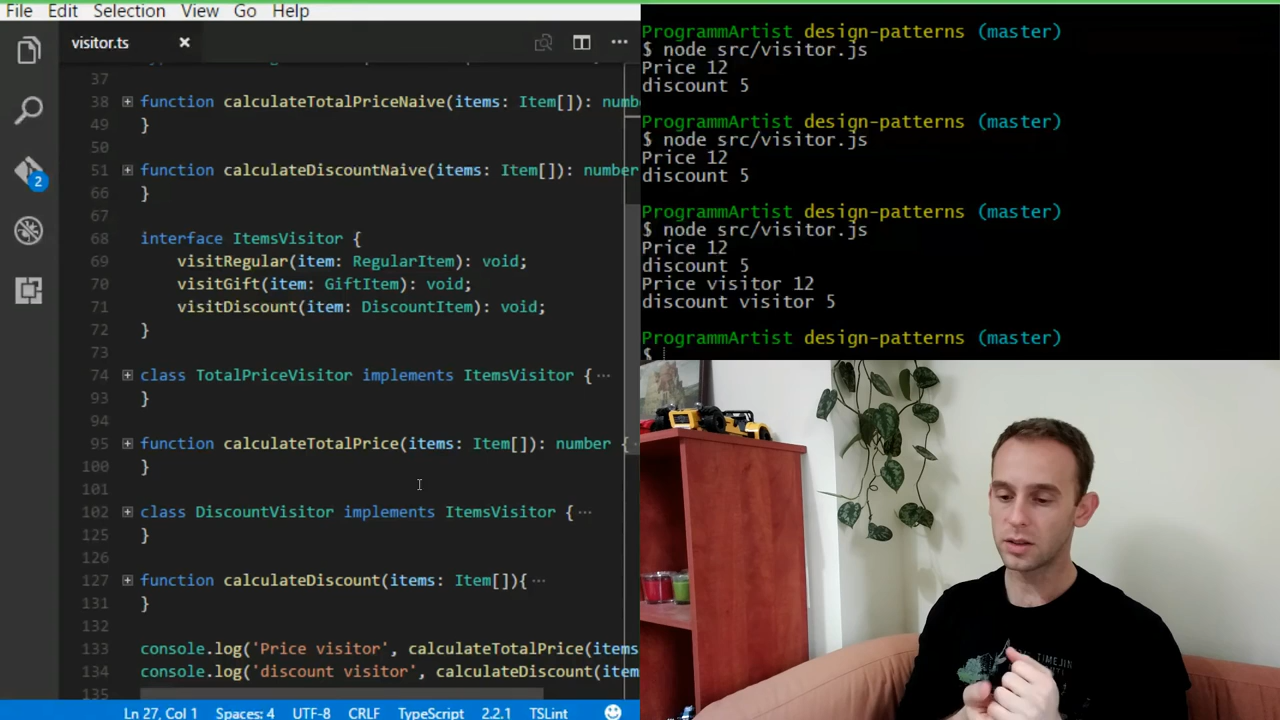 File Edit Selection View Go Help
visitor.ts
37
38 function calculateTotalPriceNaive(items: Item[]): numb
49 }
50
51 function calculateDiscountNaive(items: Item[]): number
66 }
67
68 interface ItemsVisitor {
69 visitRegular(item: RegularItem): void;
70 visitGift(item: GiftItem): void;
71 visitDiscount(item: DiscountItem): void;
72 }
73
74 class TotalPriceVisitor implements ItemsVisitor {···
93 }
94
95 function calculateTotalPrice(items: Item[]): number {
100 }
101
102 class DiscountVisitor implements ItemsVisitor {···
125 }
126
127 function calculateDiscount(items: Item[]){···
131 }
132
133 console.log('Price visitor', calculateTotalPrice(items
134 console.log('discount visitor', calculateDiscount(item
135
2
Ln 27, Col 1 Spaces: 4 UTF-8 CRLF TypeScript 2.2.1 TSLint
ProgrammArtist design-patterns (master)
$ node src/visitor.js
Price 12
discount 5
ProgrammArtist design-patterns (master)
$ node src/visitor.js
Price 12
discount 5
ProgrammArtist design-patterns (master)
$ node src/visitor.js
Price 12
discount 5
Price visitor 12
discount visitor 5
ProgrammArtist design-patterns (master)
$